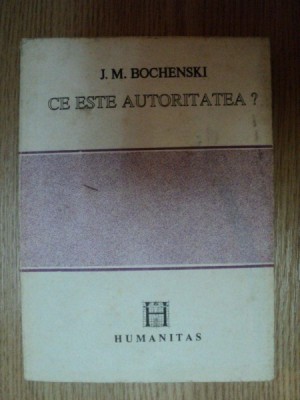 J. M. BOCHENSKI
CE ESTE AUTORITATEA ?
H
HUMANITAS